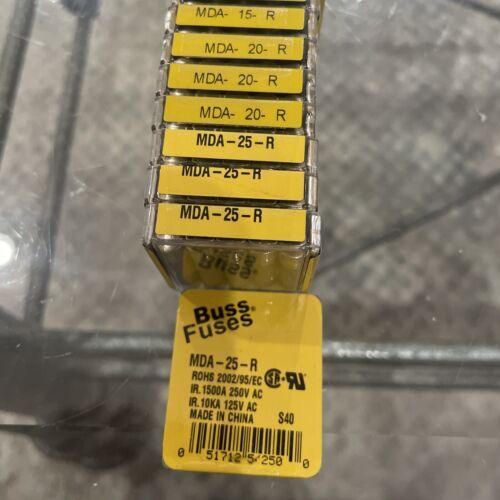 MDA- 15- R
MDA- 20- R
MDA- 20- R
MDA- 20- R
MDA-25-R
MDA-25-R
MDA-25-R
Buss®
Buss®
Fuses
MDA-25-R
ROHS 2002/95/EC
IR.1500A 250V AC
IR.10KA 125V AC
MADE IN CHINA S40
0 51712 5 250 0